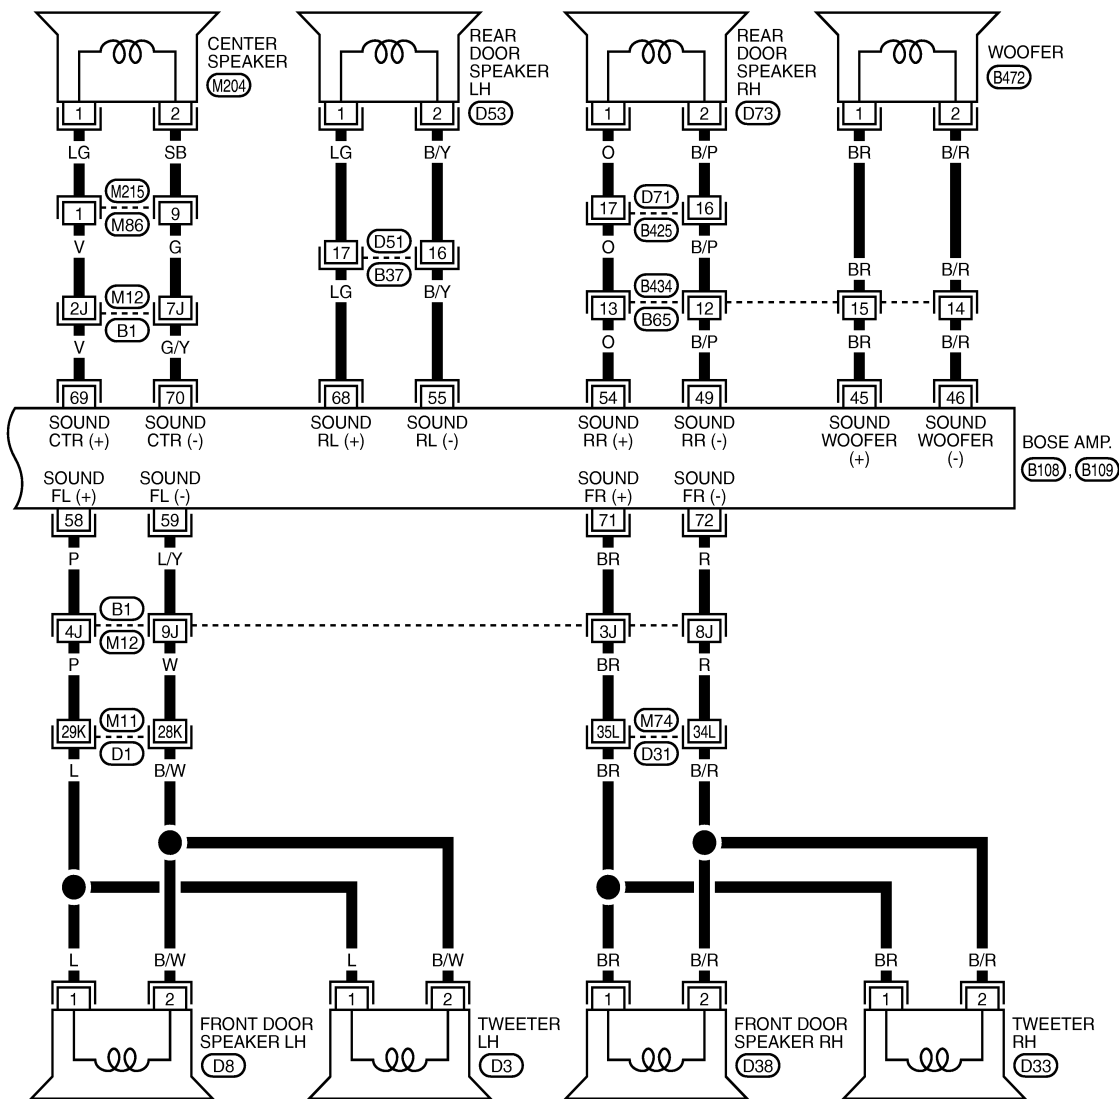 CENTER
SPEAKER
M204
REAR
DOOR
SPEAKER
LH
D53
REAR
DOOR
SPEAKER
RH
D73
WOOFER
B472
1 2 1 2 1 2 1 2
LG SB LG B/Y O B/P BR B/R
M215 D71
1 9 17 16
M86 B425
V G O B/P
D51
17 16
B37
BR B/R
M12 LG B/Y B434
2J 7J 13 12 15 14
B1 B65
V G/Y O B/P BR B/R
69 70 68 55 54 49 45 46
SOUND SOUND SOUND SOUND SOUND SOUND SOUND SOUND
CTR (+) CTR (-) RL (+) RL (-) RR (+) RR (-) WOOFER WOOFER
(+) (-)
BOSE AMP.
B108 , B109
SOUND SOUND SOUND SOUND
FL (+) FL (-) FR (+) FR (-)
58 59 71 72
P L/Y BR R
B1
4J 9J 3J 8J
M12
P W BR R
M11 M74
29K 28K 35L 34L
D1 D31
L B/W BR B/R
L B/W L B/W BR B/R BR B/R
1 2 1 2 1 2 1 2
FRONT DOOR
SPEAKER LH
D8
TWEETER
LH
D3
FRONT DOOR
SPEAKER RH
D38
TWEETER
RH
D33